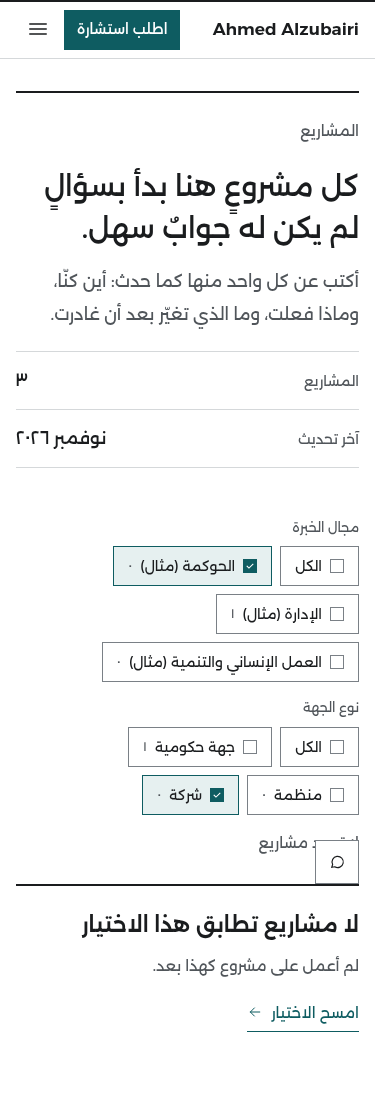 Ahmed Alzubairi
اطلب استشارة
المشاريع
كل مشروعٍ هنا بدأ بسؤالٍ
لم يكن له جوابٌ سهل.
أكتب عن كل واحد منها كما حدث: أين كنّا،
وماذا فعلت، وما الذي تغيّر بعد أن غادرت.
المشاريع
٣
آخر تحديث
نوفمبر ٢٠٢٦
مجال الخبرة
الكل
الحوكمة (مثال) ٠
الإدارة (مثال) ١
العمل الإنساني والتنمية (مثال) ٠
نوع الجهة
الكل
جهة حكومية ١
منظمة ٠
شركة ٠
مشاريع
لا مشاريع تطابق هذا الاختيار
لم أعمل على مشروع كهذا بعد.
امسح الاختيار ←